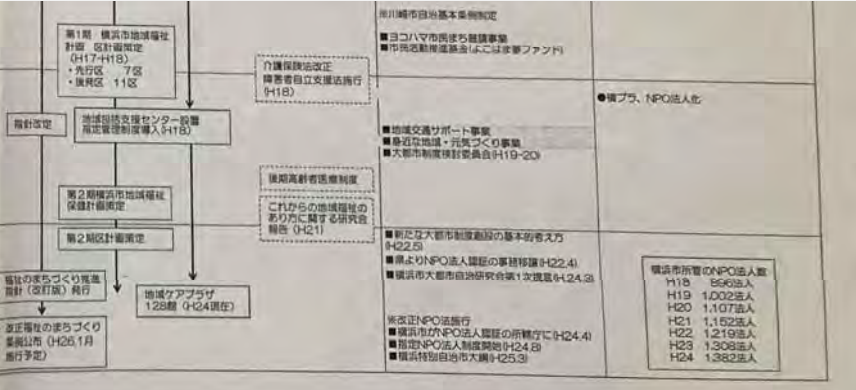 第1期 横浜市地域福祉
計画 区計画策定
(H17-H18)
・先行区 7区
・後発区 11区
指針改定
地域包括支援センター設置
指定管理制度導入(H18)
第2期横浜市地域福祉
保健計画策定
第2期区計画策定
福祉のまちづくり推進
指針(改訂版)発行
地域ケアプラザ
128館(H24現在)
改正福祉のまちづくり
条例公布(H26.1月
施行予定)
介護保険法改正
障害者自立支援法施行
(H18)
後期高齢者医療制度
これからの地域福祉の
あり方に関する研究会
報告(H21)
※川崎市自治基本条例制定
■ヨコハマ市民まち普請事業
■市民活動推進基金(よこはま夢ファンド)
■地域交通サポート事業
■身近な地域・元気づくり事業
■大都市制度検討委員会(H19-20)
■新たな大都市制度創設の基本的考え方
(H22.5)
■県よりNPO法人認証の事務移譲(H22.4)
■横浜市大都市自治研究会第1次提言(H.24.3)
※改正NPO法施行
■横浜市がNPO法人認証の所轄庁に(H24.4)
■指定NPO法人制度開始(H24.8)
■横浜特別自治市大綱(H25.3)
●横プラ、NPO法人化
横浜市所管のNPO法人数
H18 896法人
H19 1,002法人
H20 1,107法人
H21 1,152法人
H22 1,219法人
H23 1,308法人
H24 1,382法人